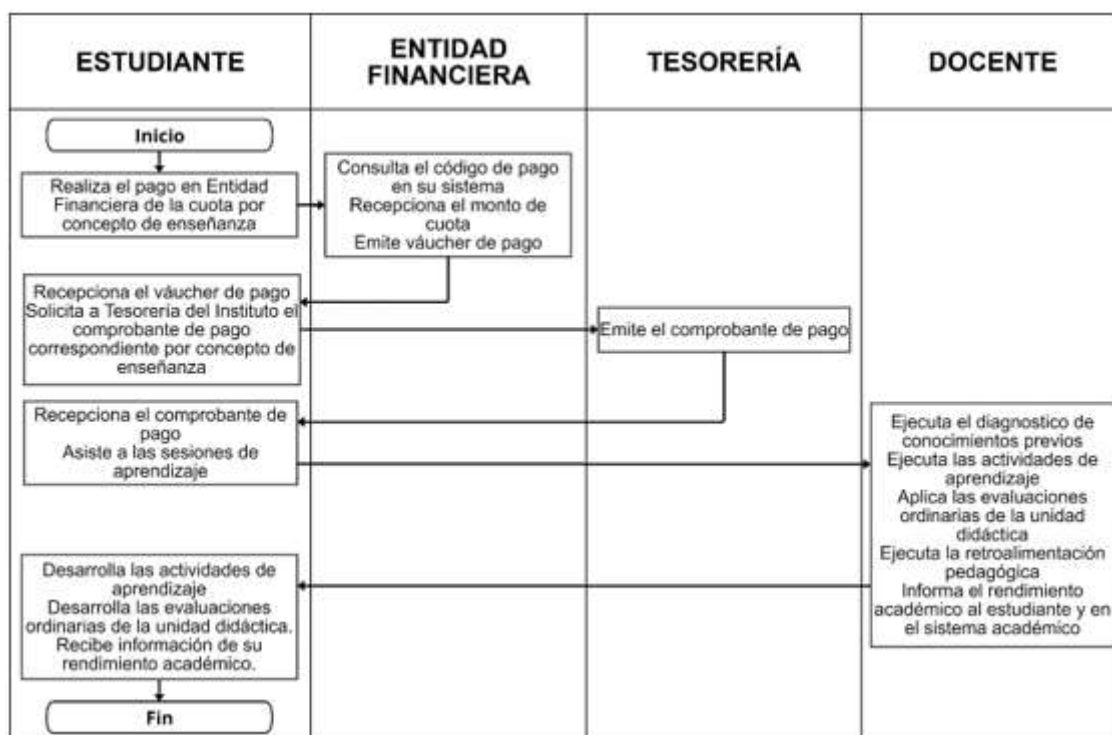 ESTUDIANTE
ENTIDAD
FINANCIERA
TESORERÍA
DOCENTE
Inicio
Realiza el pago en Entidad
Financiera de la cuota por
concepto de enseñanza
Consulta el código de pago
en su sistema
Recepciona el monto de
cuota
Emite váucher de pago
Recepciona el váucher de pago
Solicita a Tesorería del Instituto el
comprobante de pago
correspondiente por concepto de
enseñanza
Emite el comprobante de pago
Recepciona el comprobante de
pago
Asiste a las sesiones de
aprendizaje
Ejecuta el diagnostico de
conocimientos previos
Ejecuta las actividades de
aprendizaje
Aplica las evaluaciones
ordinarias de la unidad
didáctica
Ejecuta la retroalimentación
pedagógica
Informa el rendimiento
académico al estudiante y en
el sistema académico
Desarrolla las actividades de
aprendizaje
Desarrolla las evaluaciones
ordinarias de la unidad didáctica.
Recibe información de su
rendimiento académico.
Fin